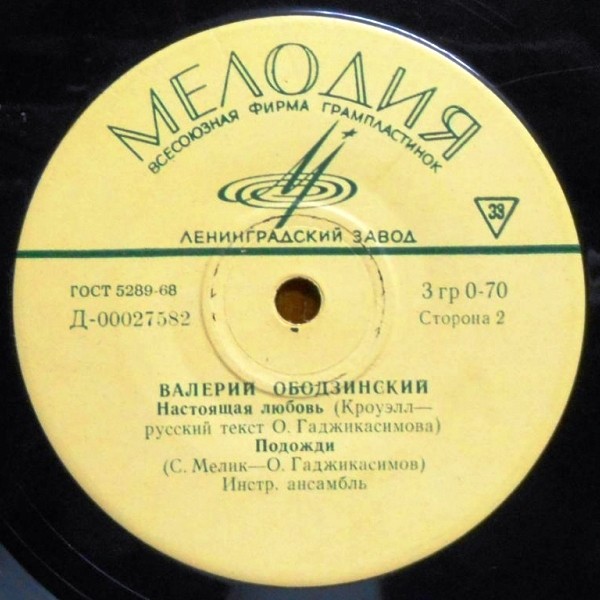 МЕЛОДИЯ
ВСЕСОЮЗНАЯ ФИРМА ГРАМПЛАСТИНОК
33
ЛЕНИНГРАДСКИЙ ЗАВОД
ГОСТ 5289-68
3 гр 0-70
Д-00027582
Сторона 2
ВАЛЕРИЙ ОБОДЗИНСКИЙ
Настоящая любовь (Кроуэлл—
русский текст О. Гаджикасимова)
Подожди
(С. Мелик—О. Гаджикасимов)
Инстр. ансамбль